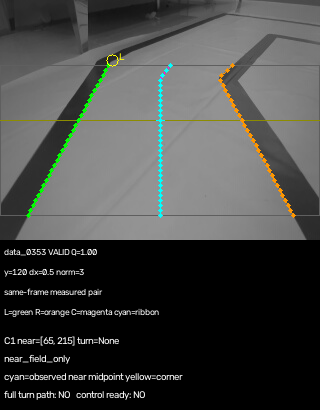 L
data_0353 VALID Q=1.00
y=120 dx=0.5 norm=3
same-frame measured pair
L=green R=orange C=magenta cyan=ribbon
C1 near=[65, 215] turn=None
near_field_only
cyan=observed near midpoint yellow=corner
full turn path: NO control ready: NO